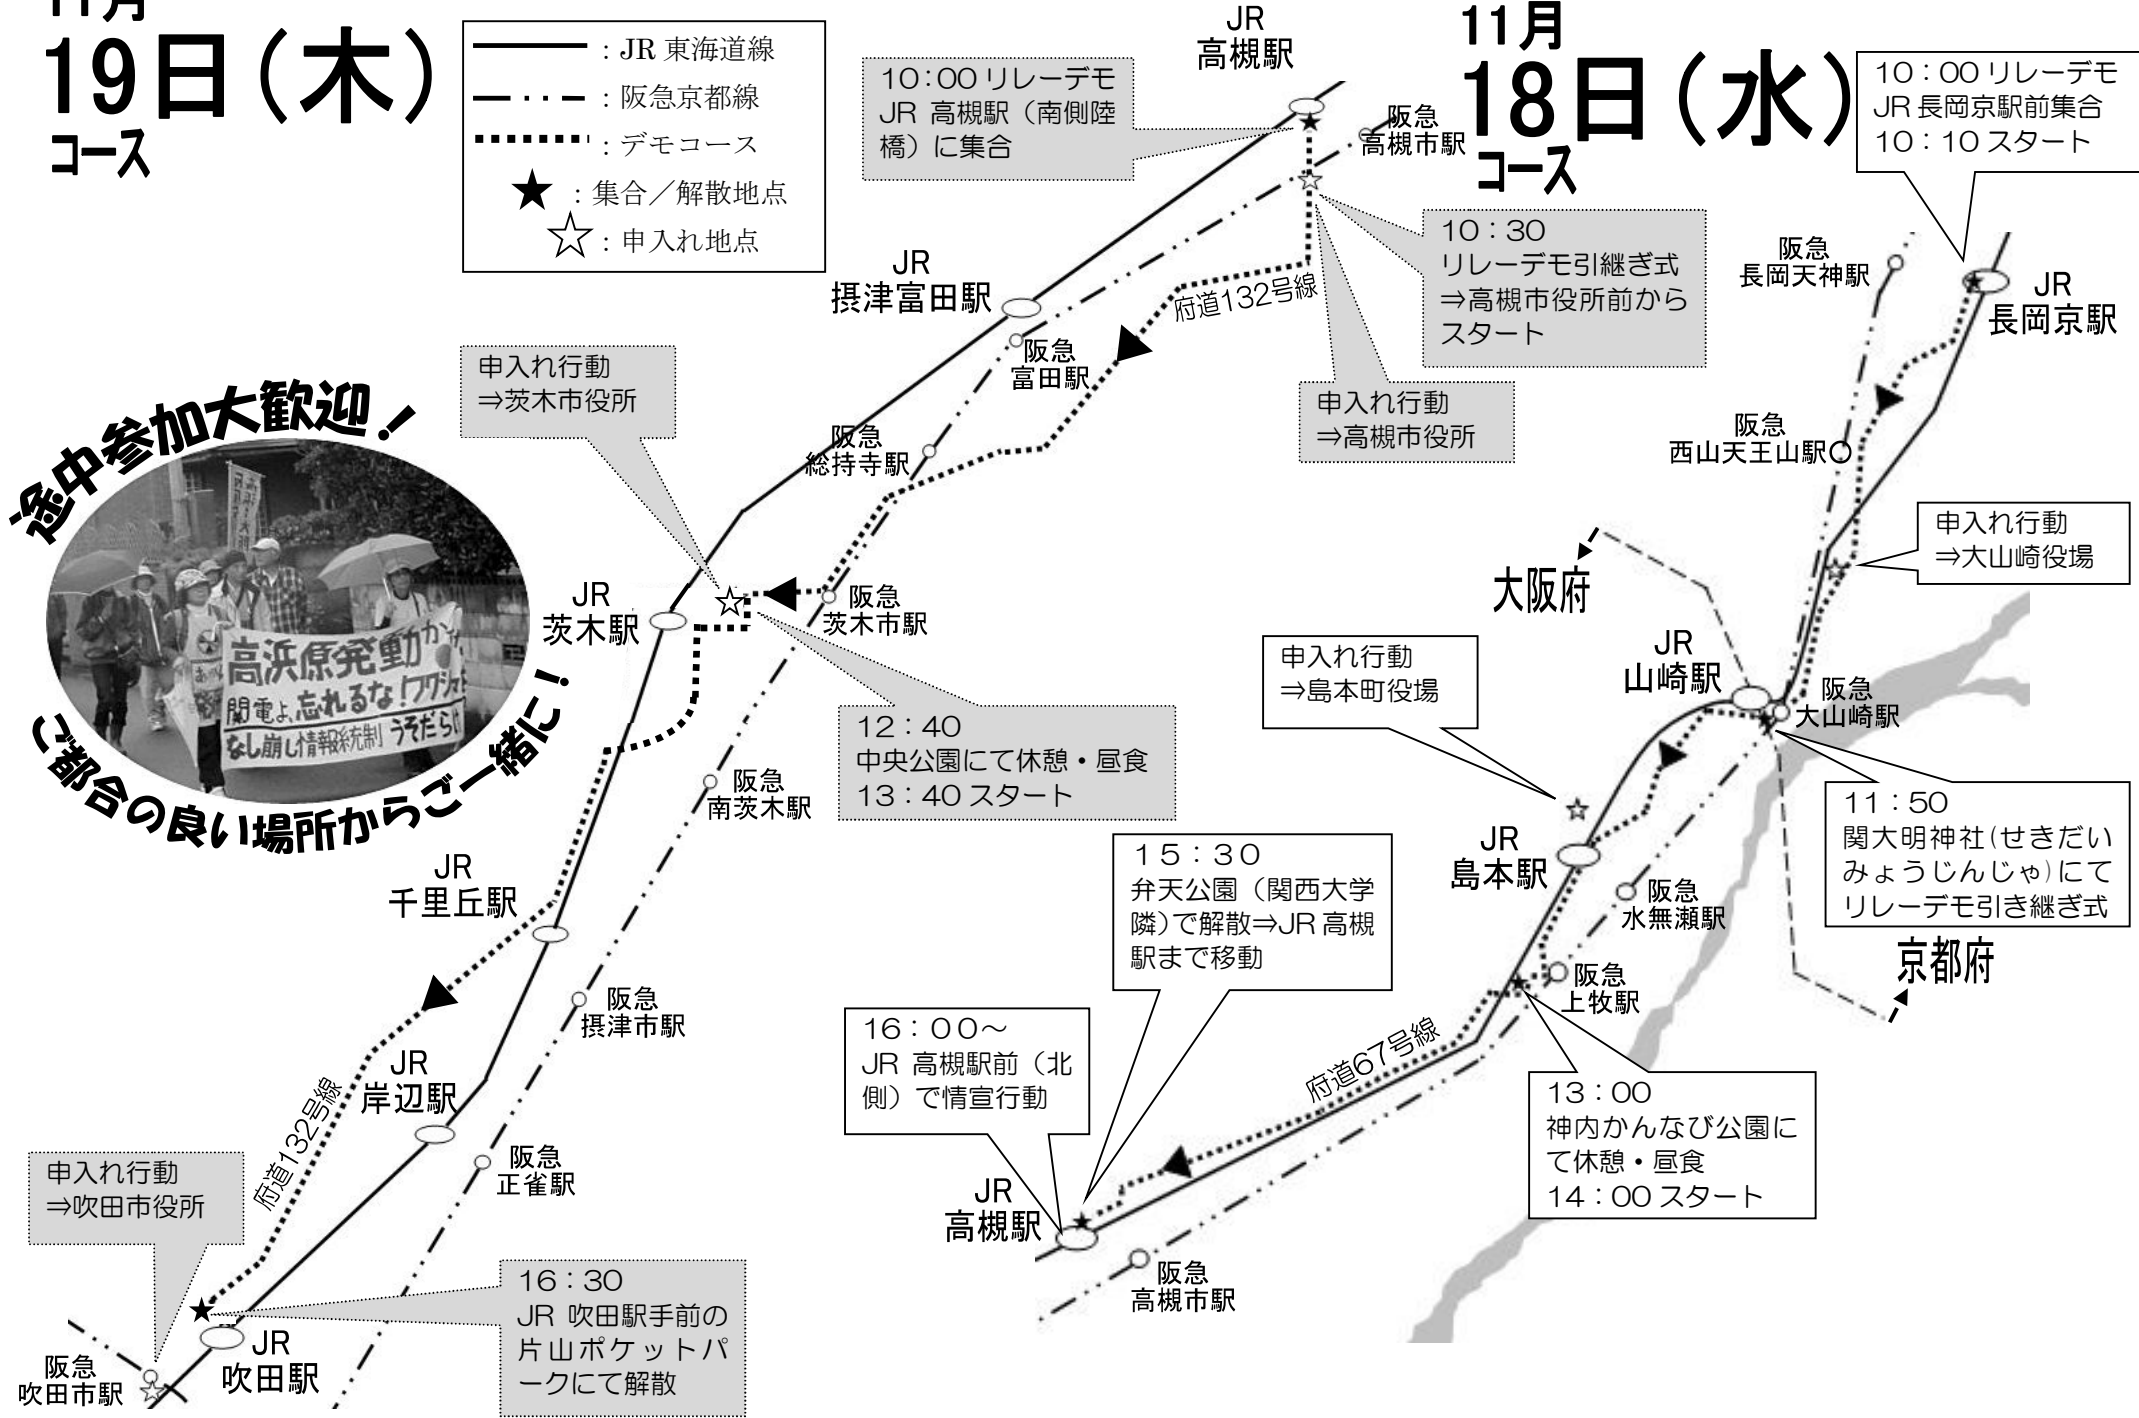 11月
19日(木)
コース
：JR 東海道線
：阪急京都線
：デモコース
：集合／解散地点
：申入れ地点
10：00 リレーデモ
JR 高槻駅（南側陸
橋）に集合
JR
高槻駅
阪急
高槻市駅
10：30
リレーデモ引継ぎ式
⇒高槻市役所前から
スタート
申入れ行動
⇒高槻市役所
府道132号線
JR
摂津富田駅
阪急
富田駅
阪急
総持寺駅
申入れ行動
⇒茨木市役所
JR
茨木駅
阪急
茨木市駅
12：40
中央公園にて休憩・昼食
13：40 スタート
阪急
南茨木駅
JR
千里丘駅
阪急
摂津市駅
JR
岸辺駅
府道132号線
阪急
正雀駅
申入れ行動
⇒吹田市役所
16：30
JR 吹田駅手前の
片山ポケットパ
ークにて解散
JR
吹田駅
阪急
吹田市駅
途中参加大歓迎！
高浜原発動か
関電よ、忘れるな！フクシマ
なし崩し情報統制 うそだらけ
ご都合の良い場所からご一緒に！
11月
18日(水)
コース
10：00 リレーデモ
JR 長岡京駅前集合
10：10 スタート
阪急
長岡天神駅
JR
長岡京駅
阪急
西山天王山駅
申入れ行動
⇒大山崎役場
大阪府
JR
山崎駅
阪急
大山崎駅
申入れ行動
⇒島本町役場
11：50
関大明神社(せきだい
みょうじんじゃ)にて
リレーデモ引き継ぎ式
京都府
JR
島本駅
阪急
水無瀬駅
阪急
上牧駅
13：00
神内かんなび公園に
て休憩・昼食
14：00 スタート
府道67号線
15：30
弁天公園（関西大学
隣)で解散⇒JR 高槻
駅まで移動
16：00～
JR 高槻駅前（北
側）で情宣行動
JR
高槻駅
阪急
高槻市駅